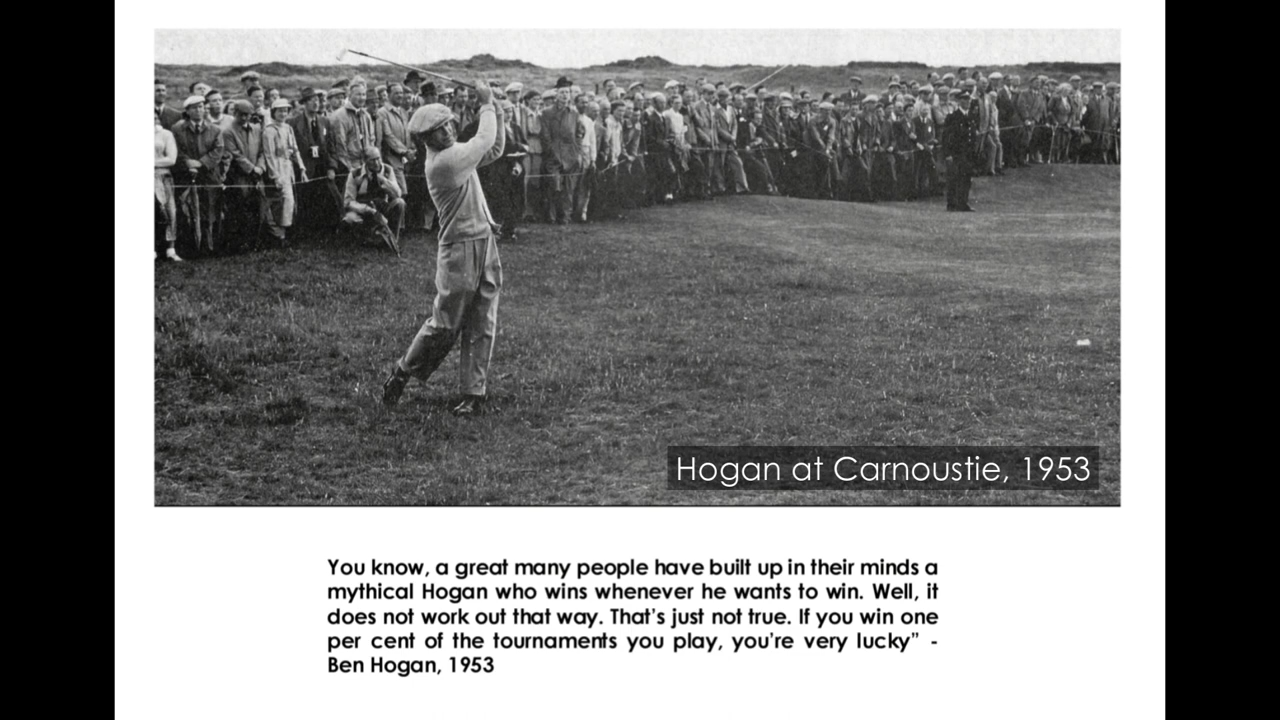 Hogan at Carnoustie, 1953
You know, a great many people have built up in their minds a
mythical Hogan who wins whenever he wants to win. Well, it
does not work out that way. That's just not true. If you win one
per cent of the tournaments you play, you're very lucky” -
Ben Hogan, 1953